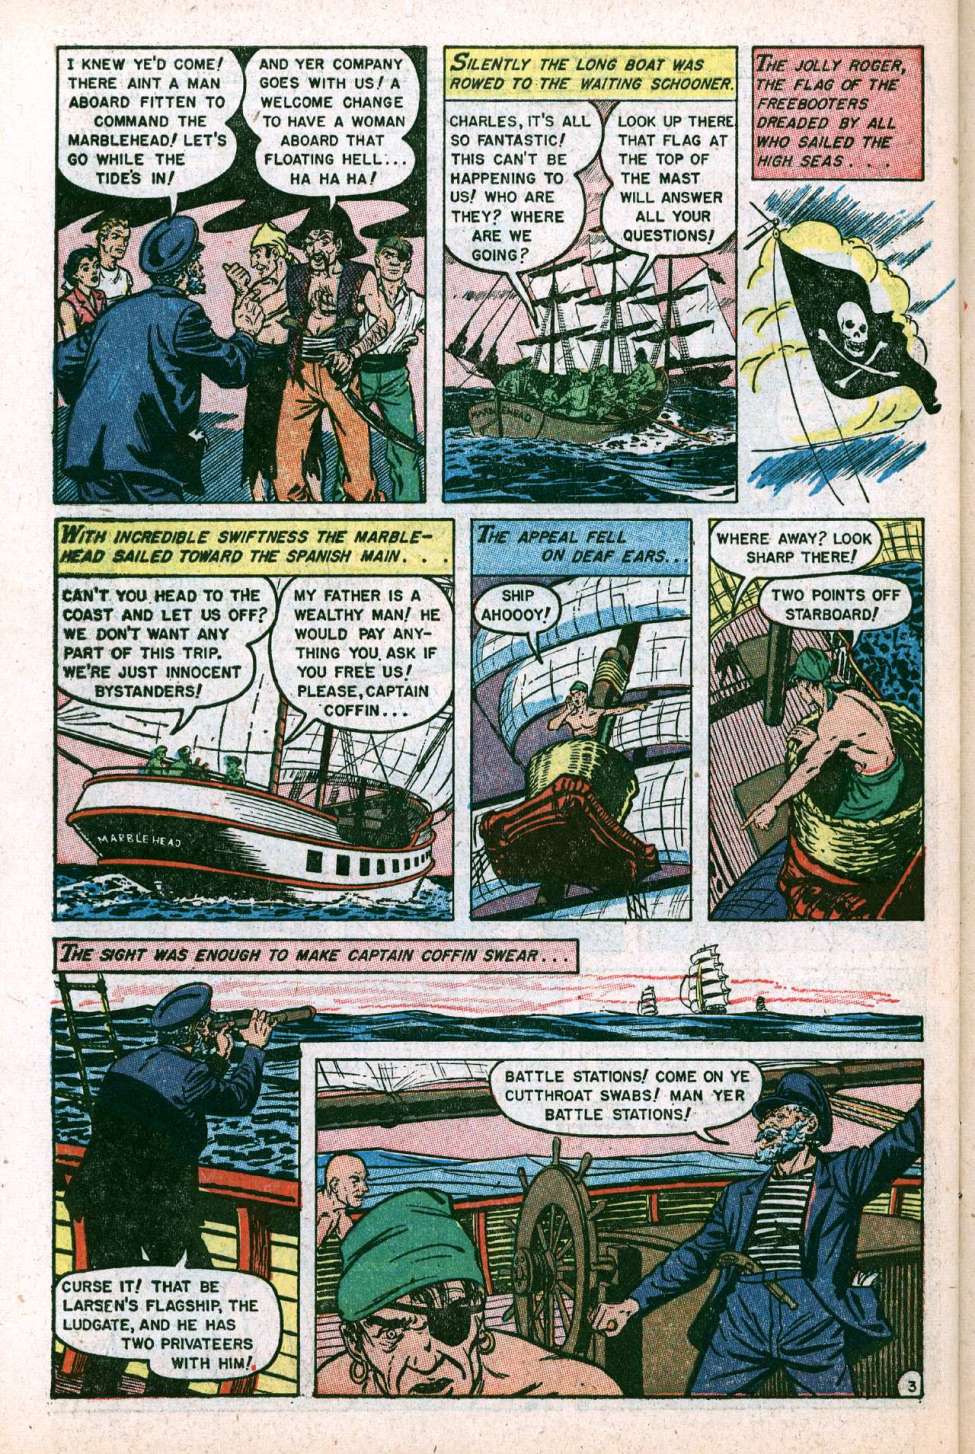 I KNEW YE'D COME!
THERE AINT A MAN
ABOARD FITTEN TO
COMMAND THE
MARBLEHEAD! LET'S
GO WHILE THE
TIDE'S IN!
AND YER COMPANY
GOES WITH US! A
WELCOME CHANGE
TO HAVE A WOMAN
ABOARD THAT
FLOATING HELL...
HA HA HA!
SILENTLY THE LONG BOAT WAS
ROWED TO THE WAITING SCHOONER.
CHARLES, IT'S ALL
SO FANTASTIC!
THIS CAN'T BE
HAPPENING TO
US! WHO ARE
THEY? WHERE
ARE WE
GOING?
LOOK UP THERE
THAT FLAG AT
THE TOP OF
THE MAST
WILL ANSWER
ALL YOUR
QUESTIONS!
THE JOLLY ROGER,
THE FLAG OF THE
FREEBOOTERS
DREADED BY ALL
WHO SAILED THE
HIGH SEAS . . .
WITH INCREDIBLE SWIFTNESS THE MARBLE-
HEAD SAILED TOWARD THE SPANISH MAIN. . .
CAN'T YOU HEAD TO THE
COAST AND LET US OFF?
WE DON'T WANT ANY
PART OF THIS TRIP.
WE'RE JUST INNOCENT
BYSTANDERS!
MY FATHER IS A
WEALTHY MAN! HE
WOULD PAY ANY-
THING YOU ASK IF
YOU FREE US!
PLEASE, CAPTAIN
COFFIN...
MARBLEHEAD
THE APPEAL FELL
ON DEAF EARS...
SHIP
AHOOOY!
WHERE AWAY? LOOK
SHARP THERE!
TWO POINTS OFF
STARBOARD!
THE SIGHT WAS ENOUGH TO MAKE CAPTAIN COFFIN SWEAR...
CURSE IT! THAT BE
LARSEN'S FLAGSHIP, THE
LUDGATE, AND HE HAS
TWO PRIVATEERS
WITH HIM!
BATTLE STATIONS! COME ON YE
CUTTHROAT SWABS! MAN YER
BATTLE STATIONS!
3